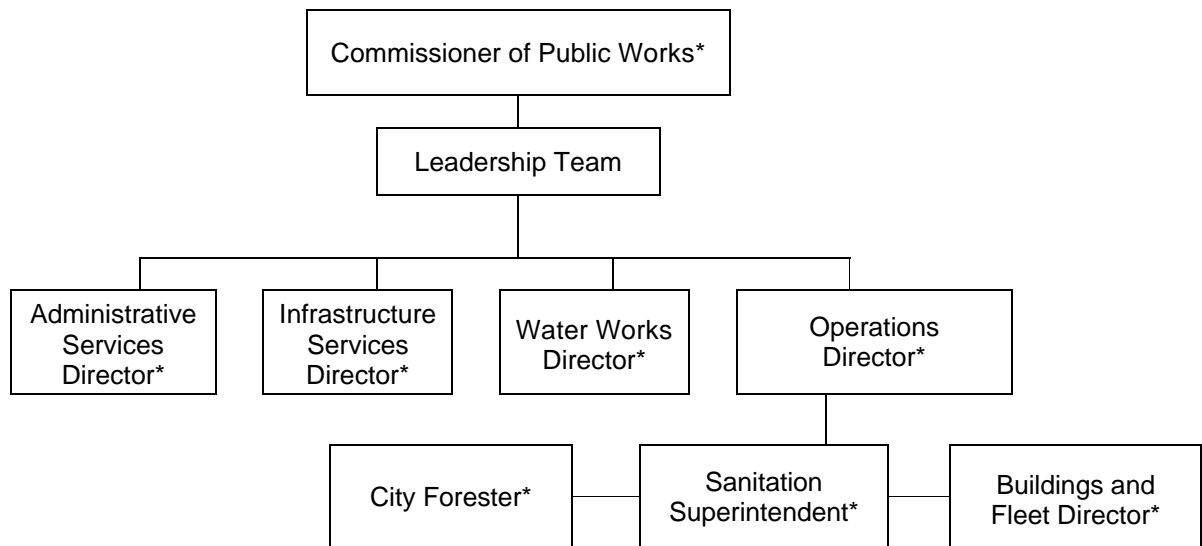 Commissioner of Public Works*
Leadership Team
Administrative
Services
Director*
Infrastructure
Services
Director*
Water Works
Director*
Operations
Director*
City Forester*
Sanitation
Superintendent*
Buildings and
Fleet Director*